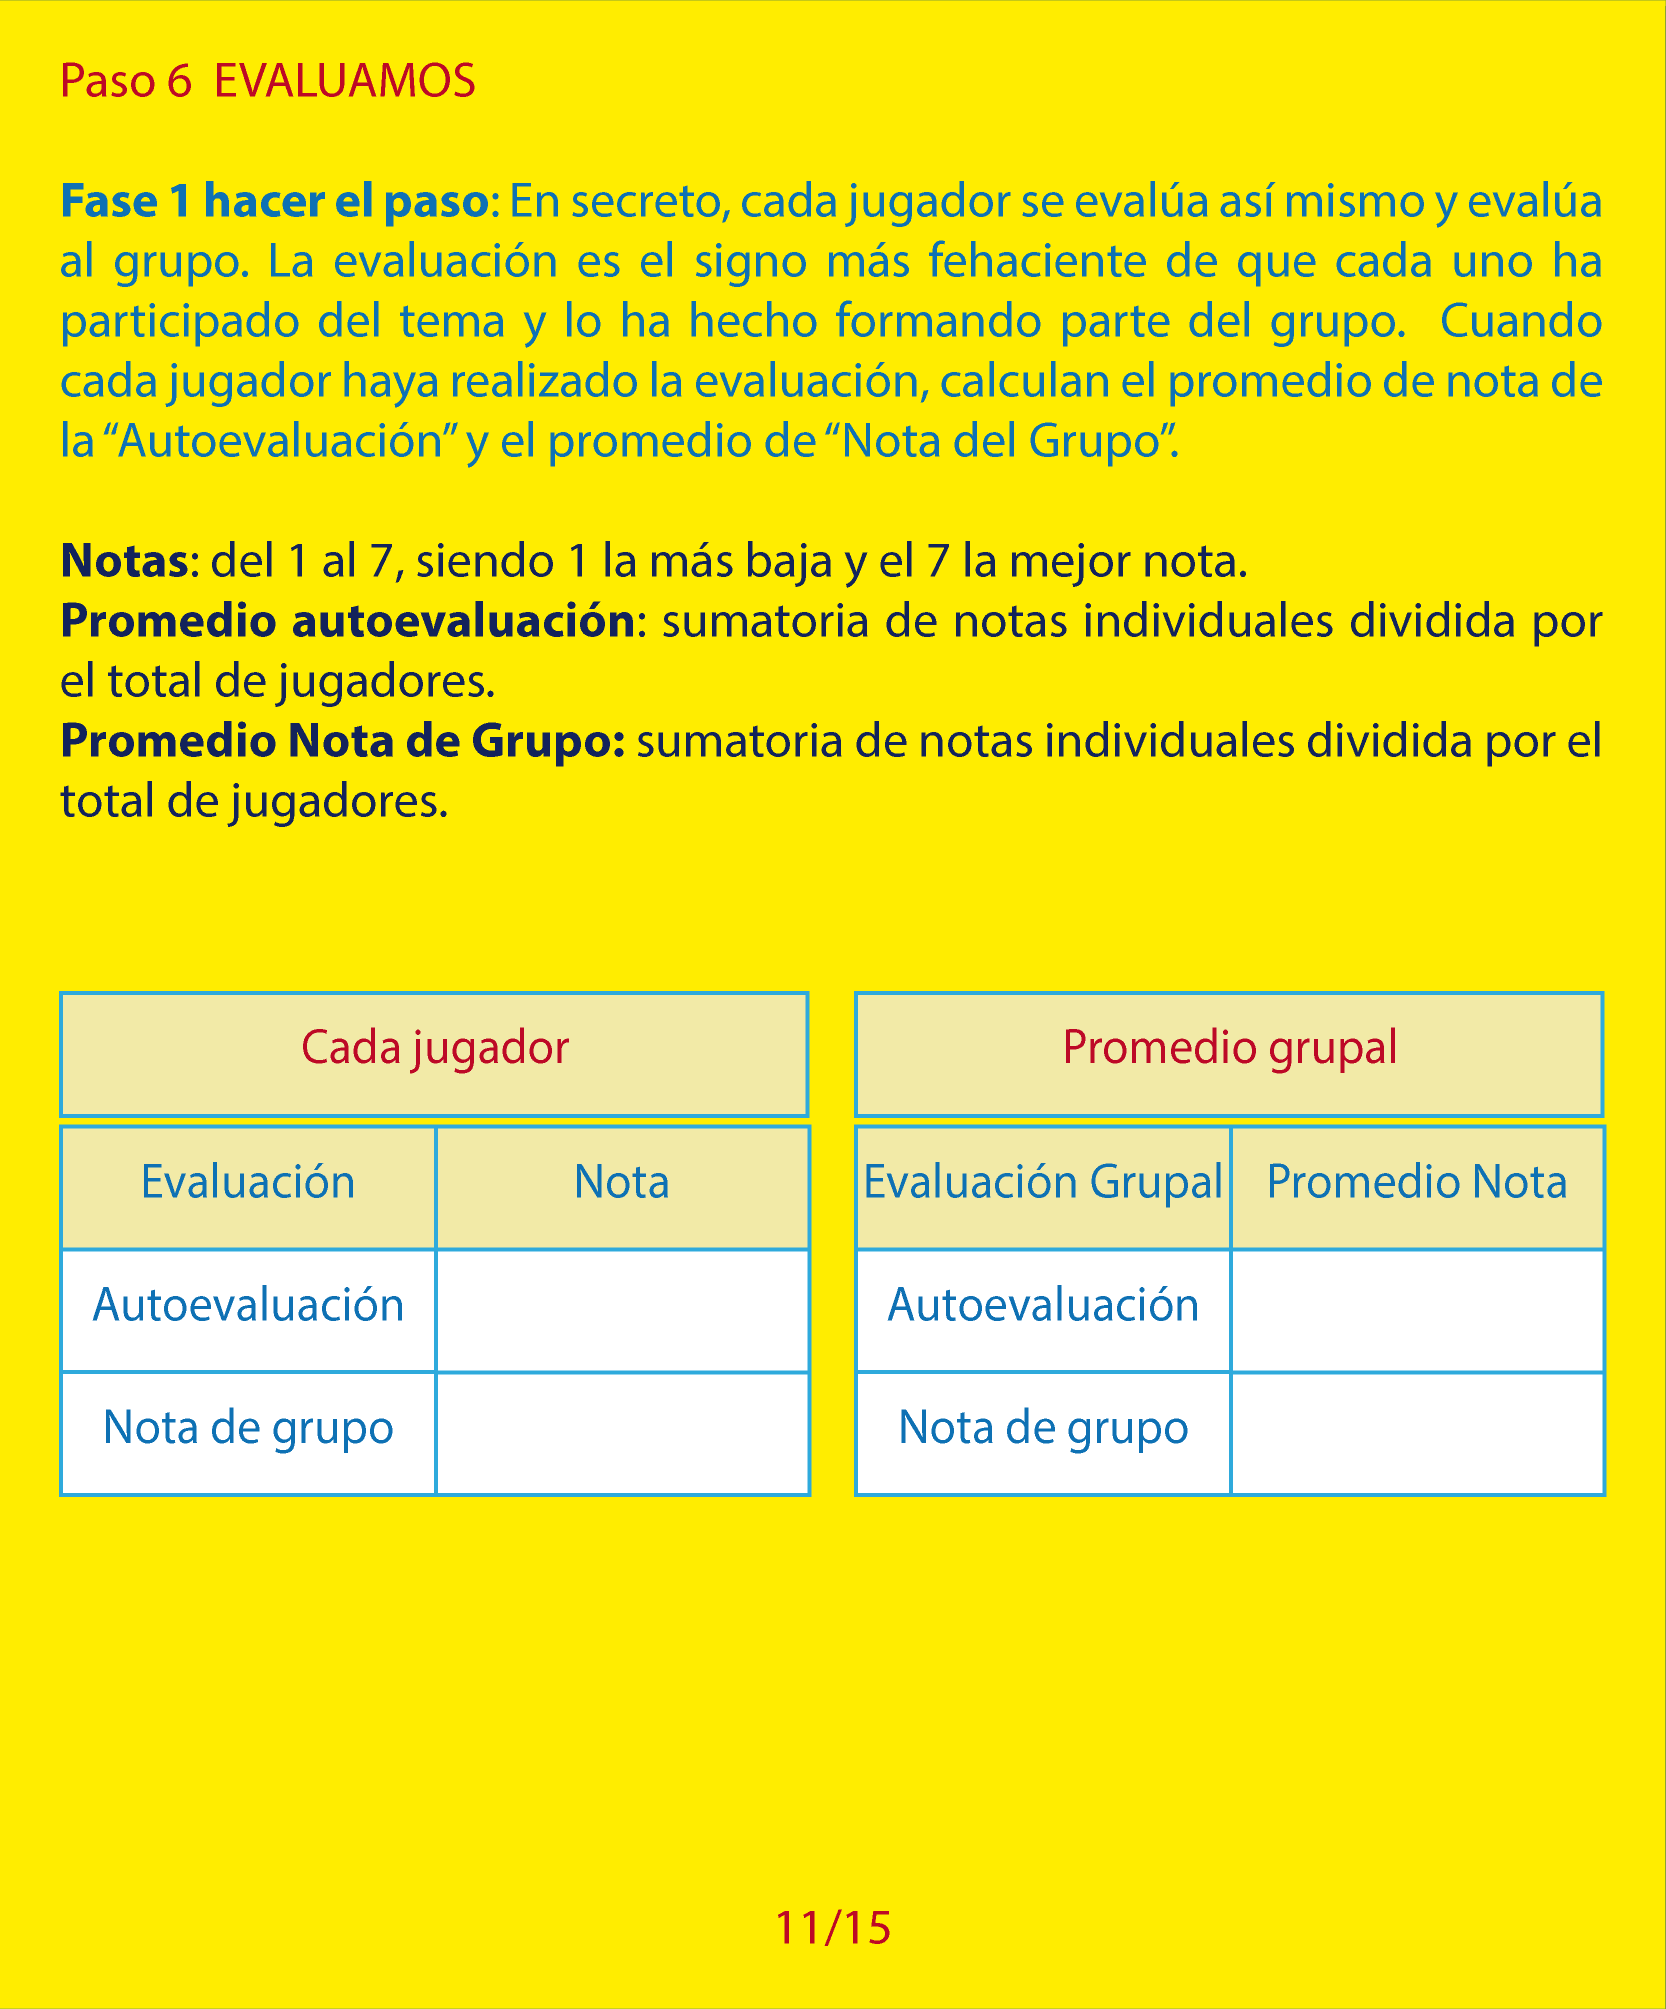 Paso 6  EVALUAMOS
Fase 1 hacer el paso: En secreto, cada jugador se evalúa así mismo y evalúa
al grupo. La evaluación es el signo más fehaciente de que cada uno ha
participado del tema y lo ha hecho formando parte del grupo.  Cuando
cada jugador haya realizado la evaluación, calculan el promedio de nota de
la “Autoevaluación” y el promedio de “Nota del Grupo”.
Notas: del 1 al 7, siendo 1 la más baja y el 7 la mejor nota.
Promedio autoevaluación: sumatoria de notas individuales dividida por
el total de jugadores.
Promedio Nota de Grupo: sumatoria de notas individuales dividida por el
total de jugadores.
Cada jugador
Evaluación Nota
Autoevaluación
Nota de grupo
Promedio grupal
Evaluación Grupal Promedio Nota
Autoevaluación
Nota de grupo
11/15